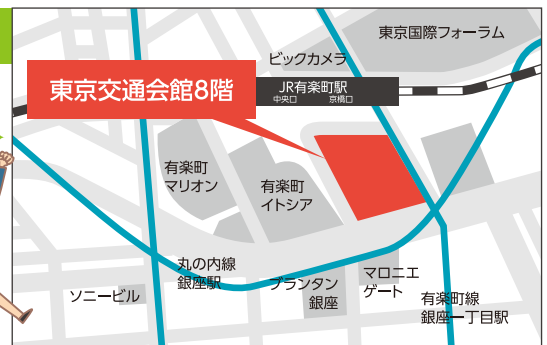 東京国際フォーラム
ビックカメラ
東京交通会館8階
JR有楽町駅
中央口 京橋口
有楽町
マリオン
有楽町
イトシア
丸の内線
銀座駅
ソニービル
プランタン
銀座
マロニエ
ゲート
有楽町線
銀座一丁目駅